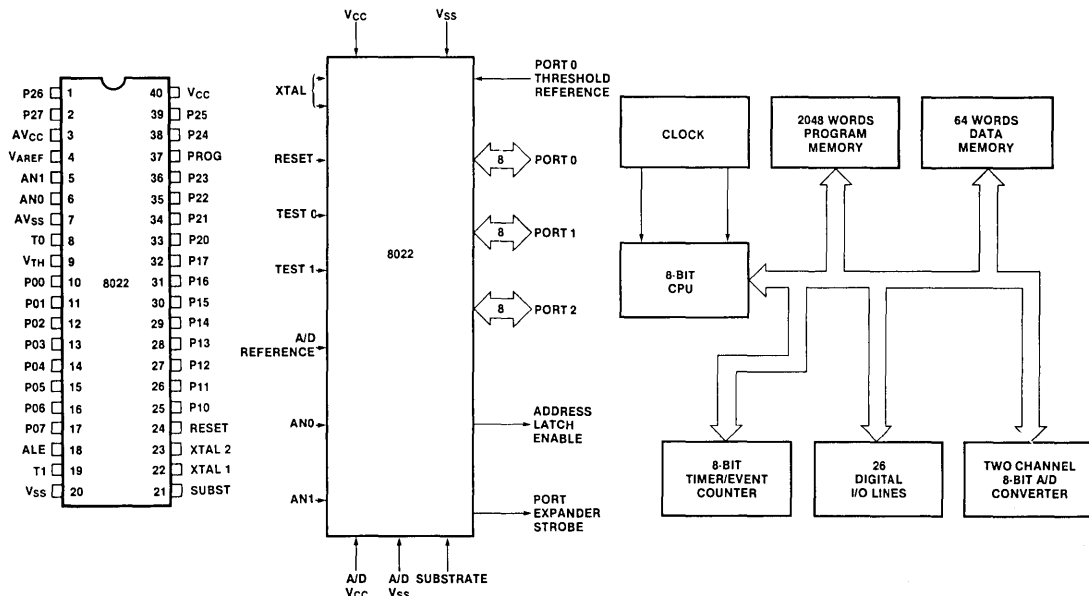 P26 1
P27 2
AVCC 3
VAREF 4
AN1 5
AN0 6
AVSS 7
T0 8
VTH 9
P00 10
P01 11
P02 12
P03 13
P04 14
P05 15
P06 16
P07 17
ALE 18
T1 19
VSS 20
8022
40 VCC
39 P25
38 P24
37 PROG
36 P23
35 P22
34 P21
33 P20
32 P17
31 P16
30 P15
29 P14
28 P13
27 P12
26 P11
25 P10
24 RESET
23 XTAL 2
22 XTAL 1
21 SUBST
VCC
VSS
XTAL
RESET
TEST 0
TEST 1
A/D
REFERENCE
AN0
AN1
8022
PORT 0
THRESHOLD
REFERENCE
8 PORT 0
8 PORT 1
8 PORT 2
ADDRESS
LATCH
ENABLE
PORT
EXPANDER
STROBE
A/D
VCC
A/D
VSS
SUBSTRATE
CLOCK
2048 WORDS
PROGRAM
MEMORY
64 WORDS
DATA
MEMORY
8-BIT
CPU
8-BIT
TIMER/EVENT
COUNTER
26
DIGITAL
I/O LINES
TWO CHANNEL
8-BIT A/D
CONVERTER